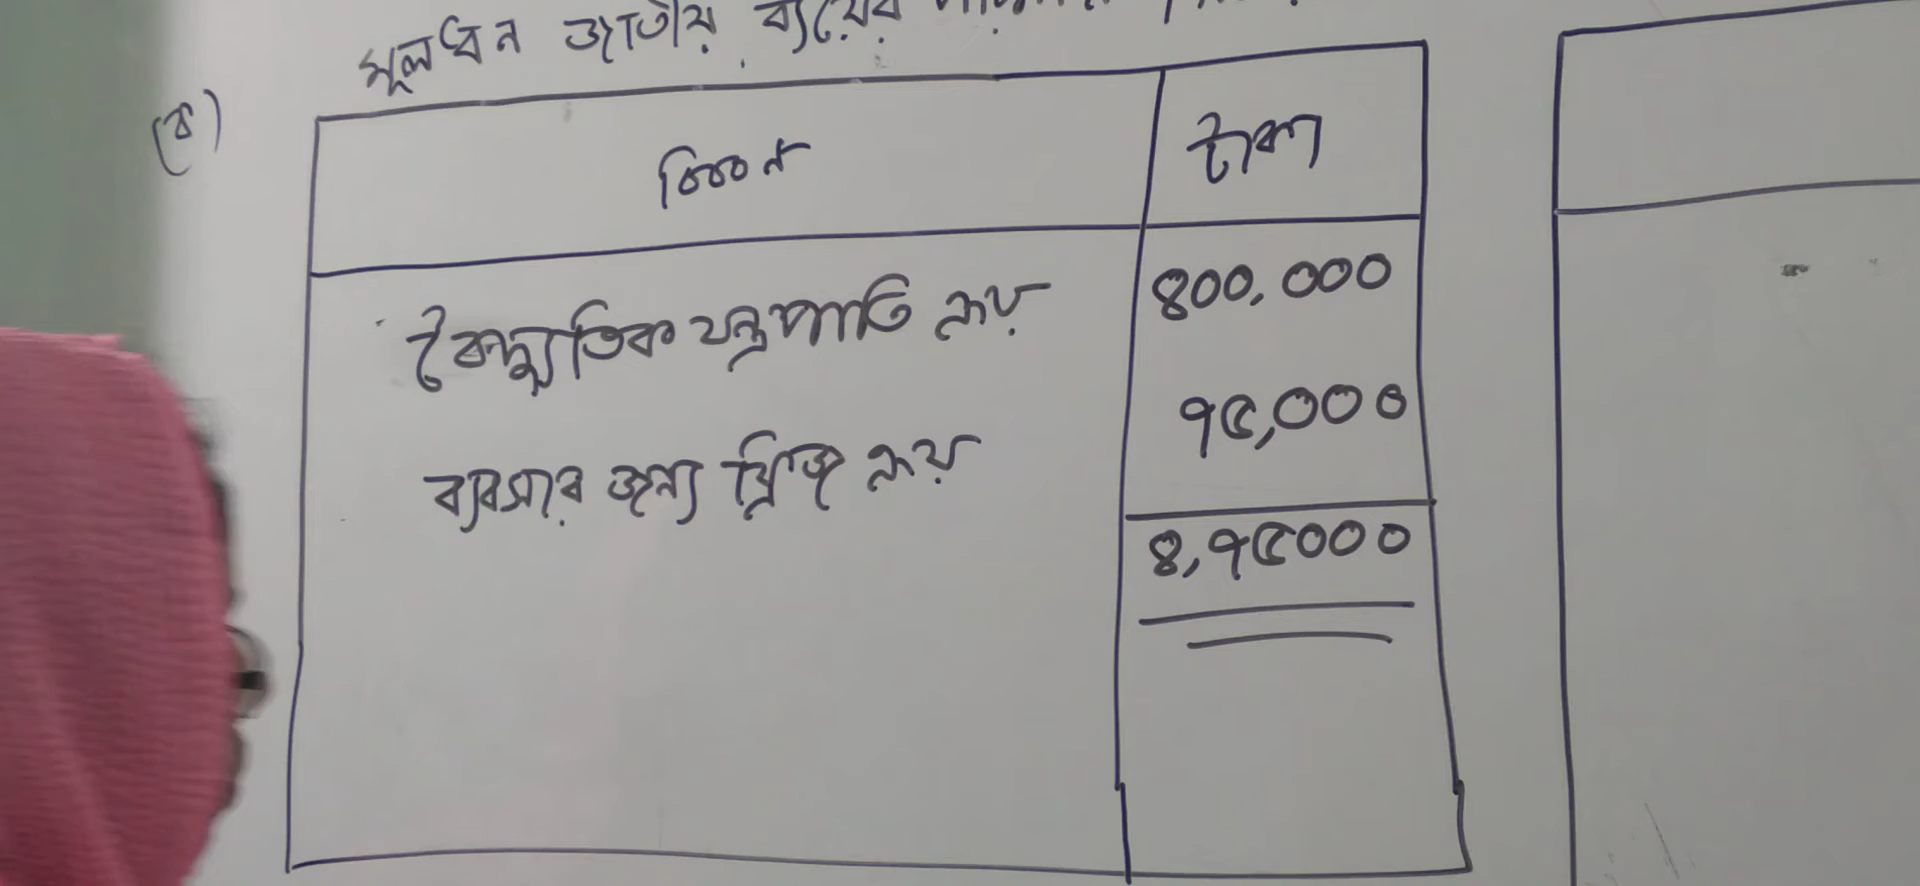 মূলধন জাতীয় ব্যয়ের
(ক)
বিবরণ টাকা
বৈদ্যুতিক যন্ত্রপাতি ক্রয় ৪০০,০০০
ব্যবসার জন্য ফ্রিজ ক্রয় ৭৫,০০০
৪,৭৫০০০